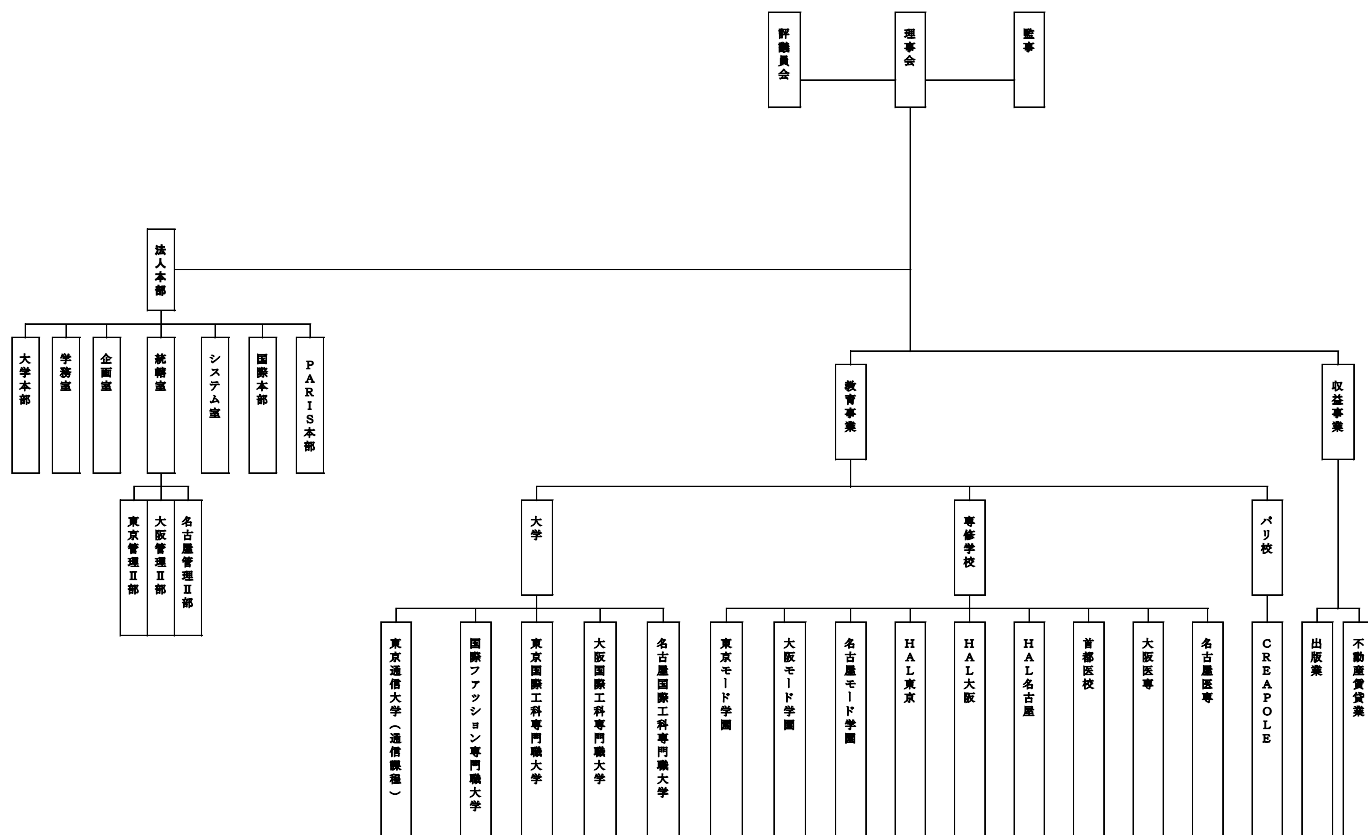 評議員会
理事会
監事
法人本部
大学本部
学務室
企画室
統轄室
システム室
国際本部
PARIS本部
東京管理Ⅱ部
大阪管理Ⅱ部
名古屋管理Ⅱ部
教育事業
収益事業
大学
専修学校
パリ校
東京通信大学(通信課程)
国際ファッション専門職大学
東京国際工科専門職大学
大阪国際工科専門職大学
名古屋国際工科専門職大学
東京モード学園
大阪モード学園
名古屋モード学園
HAL東京
HAL大阪
HAL名古屋
首都医校
大阪医専
名古屋医専
CREAPOLE
出版業
不動産賃貸業